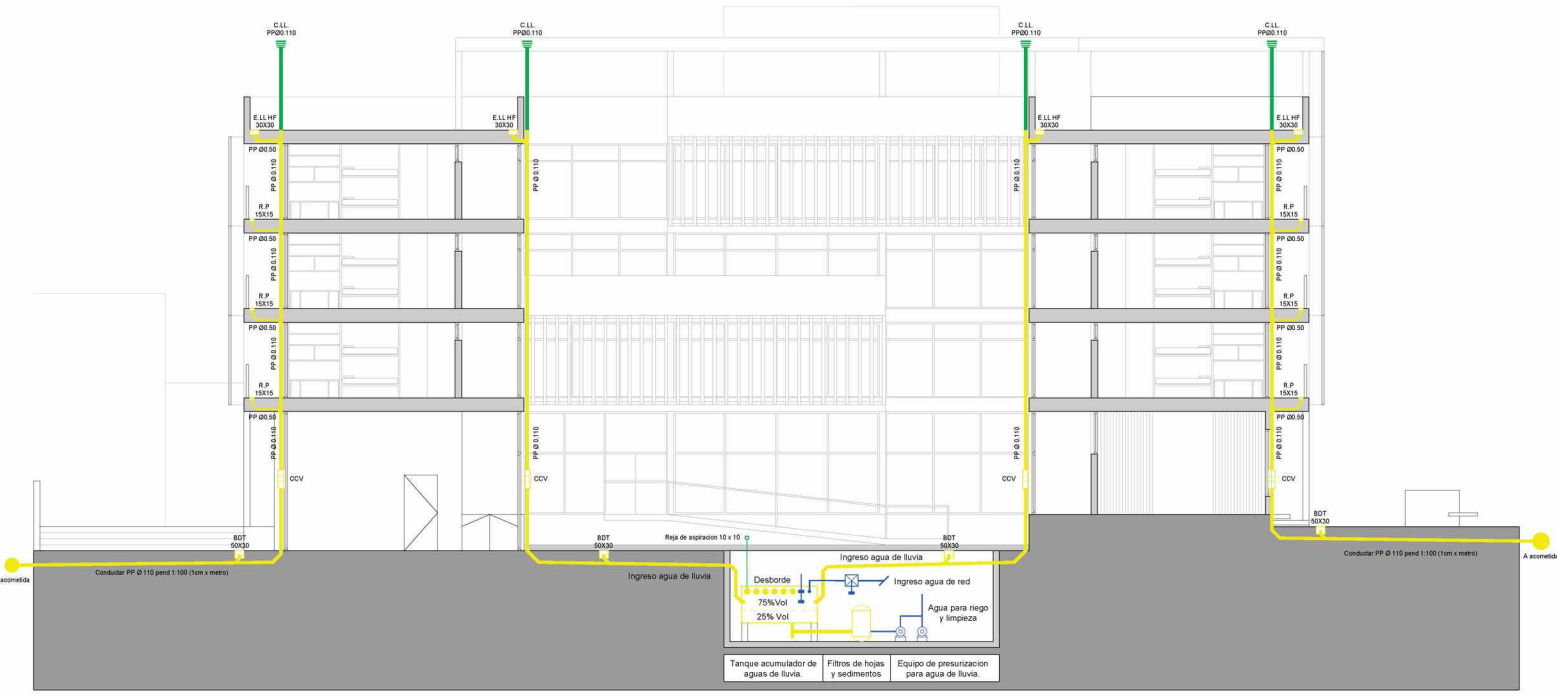 C.LL.
PPØ0.110
C.LL.
PPØ0.110
C.LL.
PPØ0.110
C.LL.
PPØ0.110
E.LL HF
30X30
E.LL HF
30X30
E.LL HF
30X30
E.LL HF
30X30
PP Ø0.50
PP Ø0.50
PP Ø 0.110
PP Ø 0.110
PP Ø 0.110
PP Ø 0.110
R.P
15X15
R.P
15X15
PP Ø0.50
PP Ø0.50
PP Ø 0.110
PP Ø 0.110
R.P
15X15
R.P
15X15
PP Ø0.50
PP Ø0.50
PP Ø 0.110
PP Ø 0.110
R.P
15X15
R.P
15X15
PP Ø0.50
PP Ø0.50
PP Ø 0.110
PP Ø 0.110
PP Ø 0.110
PP Ø 0.110
CCV
CCV
CCV
CCV
BDT
50X30
BDT
50X30
Reja de aspiracion 10 x 10
BDT
50X30
BDT
50X30
acometida
Conductar PP Ø 110 pend 1:100 (1cm x metro)
Ingreso agua de lluvia
Ingreso agua de lluvia
Conductar PP Ø 110 pend 1:100 (1cm x metro)
A acometida
Desborde
Ingreso agua de red
75%Vol
25% Vol
Agua para riego
y limpieza
Tanque acumulador de
aguas de lluvia.
Filtros de hojas
y sedimentos
Equipo de presurizacion
para agua de lluvia.